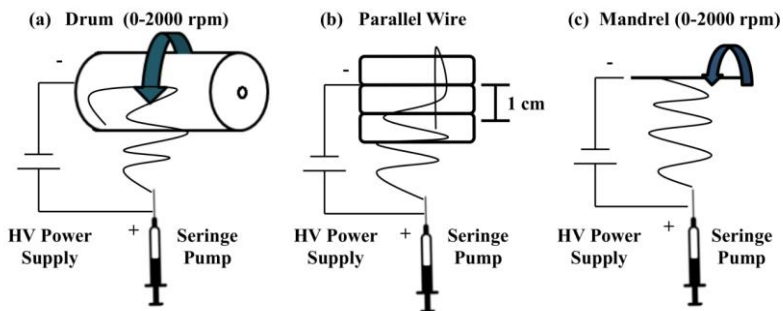 (a) Drum (0-2000 rpm)
-
+
HV Power
Supply
Seringe
Pump
(b) Parallel Wire
-
1 cm
+
HV Power
Supply
Seringe
Pump
(c) Mandrel (0-2000 rpm)
-
+
HV Power
Supply
Seringe
Pump